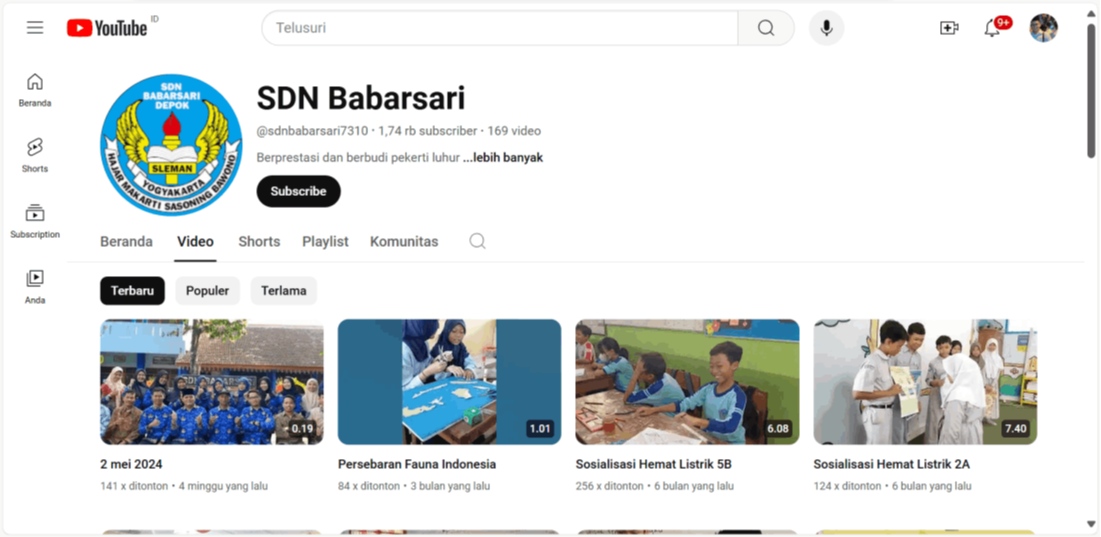 YouTube ID
Telusuri
9+
Beranda
Shorts
Subscription
Anda
SDN
BABARSARI
DEPOK
SLEMAN
YOGYAKARTA
HAJAR MAKARTI SASONING BAWONO
SDN Babarsari
@sdnbabarsari7310 · 1,74 rb subscriber · 169 video
Berprestasi dan berbudi pekerti luhur ...lebih banyak
Subscribe
Beranda Video Shorts Playlist Komunitas
Terbaru Populer Terlama
0.19
1.01
6.08
7.40
2 mei 2024
141 x ditonton • 4 minggu yang lalu
Persebaran Fauna Indonesia
84 x ditonton • 3 bulan yang lalu
Sosialisasi Hemat Listrik 5B
256 x ditonton • 6 bulan yang lalu
Sosialisasi Hemat Listrik 2A
124 x ditonton • 6 bulan yang lalu